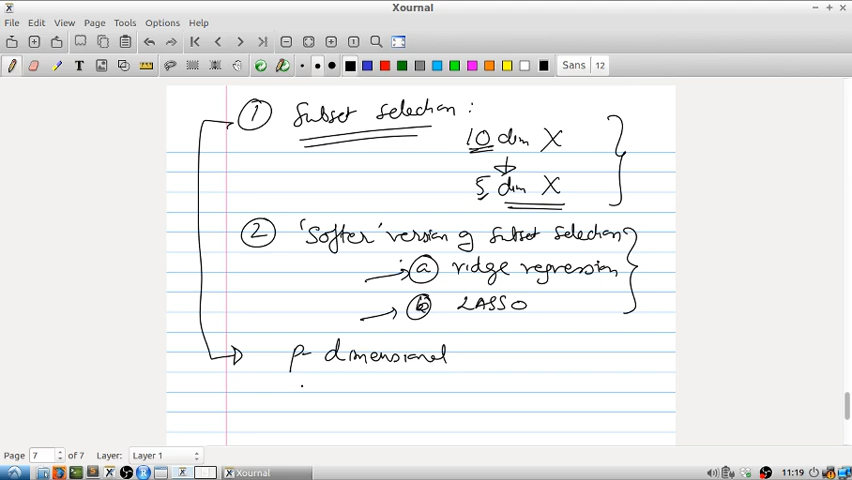 Xournal
File Edit View Page Tools Options Help
Sans 12
① Subset selection :
10 dim X
5 dim X
② 'Softer' version of subset selection
ⓐ ridge regression
ⓑ LASSO
p- dimensional
Page 7 of 7 Layer: Layer 1
Xournal 11:19